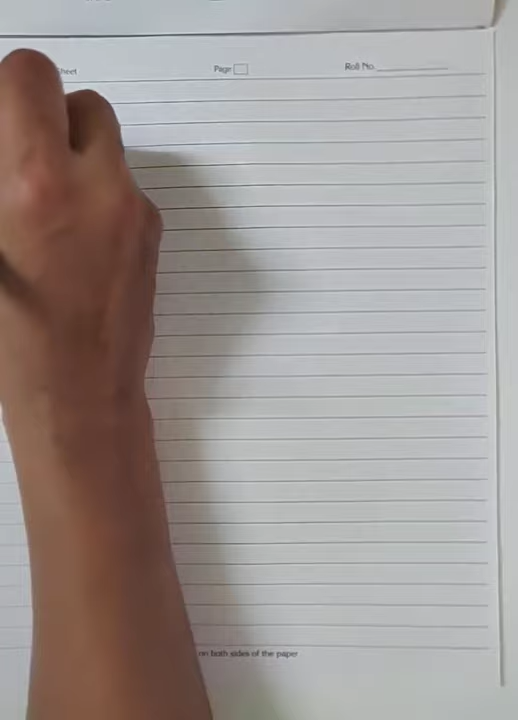 Sheet Page Roll No.
on both sides of the paper